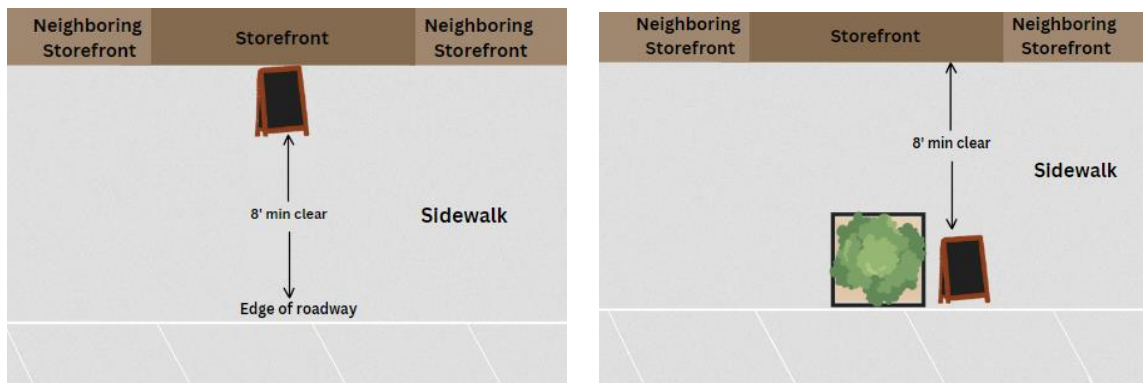 Neighboring
Storefront
Storefront
Neighboring
Storefront
8' min clear
Sidewalk
Edge of roadway
Neighboring
Storefront
Storefront
Neighboring
Storefront
8' min clear
Sidewalk